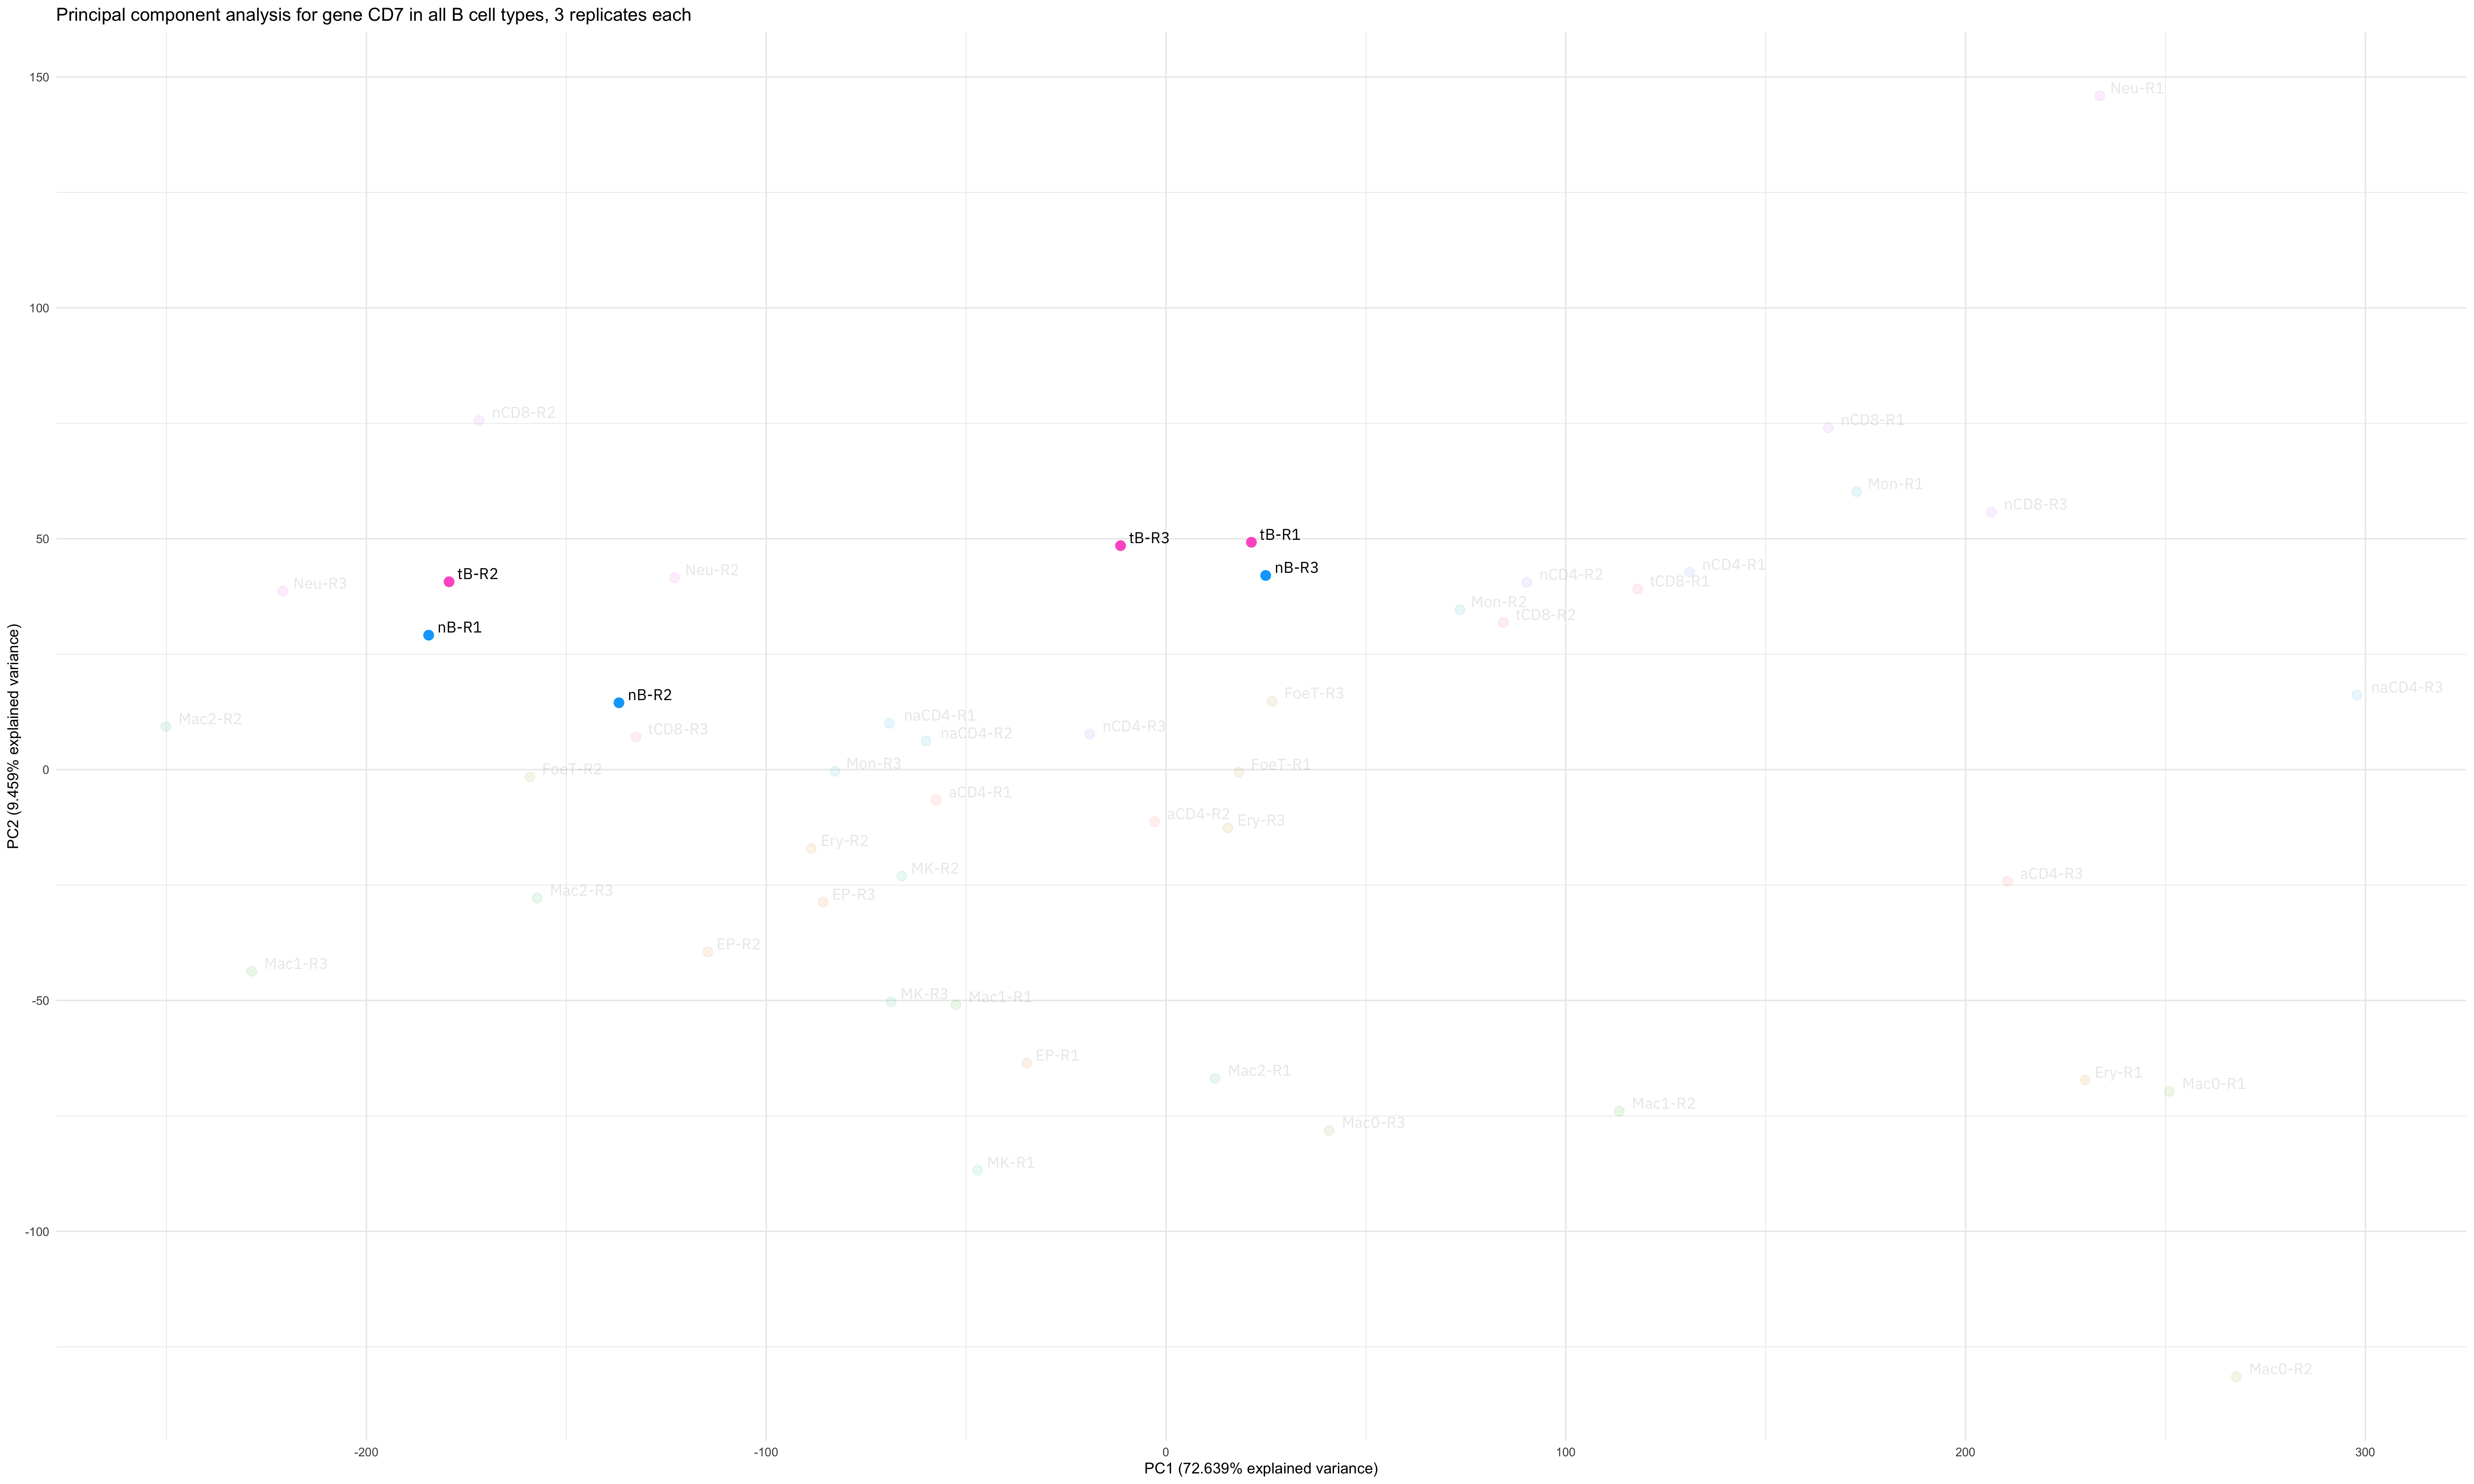 Principal component analysis for gene CD7 in all B cell types, 3 replicates each
150
Neu-R1
100
nCD8-R2
nCD8-R1
Mon-R1
nCD8-R3
50
tB-R3
tB-R1
nB-R3
tB-R2
Neu-R2
Neu-R3
nCD4-R2
nCD4-R1
tCD8-R1
Mon-R2
tCD8-R2
nB-R1
nB-R2
naCD4-R3
FoeT-R3
Mac2-R2
tCD8-R3
naCD4-R1
naCD4-R2
nCD4-R3
0
FoeT-R2
Mon-R3
FoeT-R1
aCD4-R1
aCD4-R2
Ery-R3
Ery-R2
MK-R2
aCD4-R3
Mac2-R3
EP-R3
EP-R2
Mac1-R3
-50
MK-R3
Mac1-R1
EP-R1
Mac2-R1
Ery-R1
Mac0-R1
Mac1-R2
Mac0-R3
MK-R1
-100
Mac0-R2
-200
-100
0
100
200
300
PC1 (72.639% explained variance)
PC2 (9.459% explained variance)